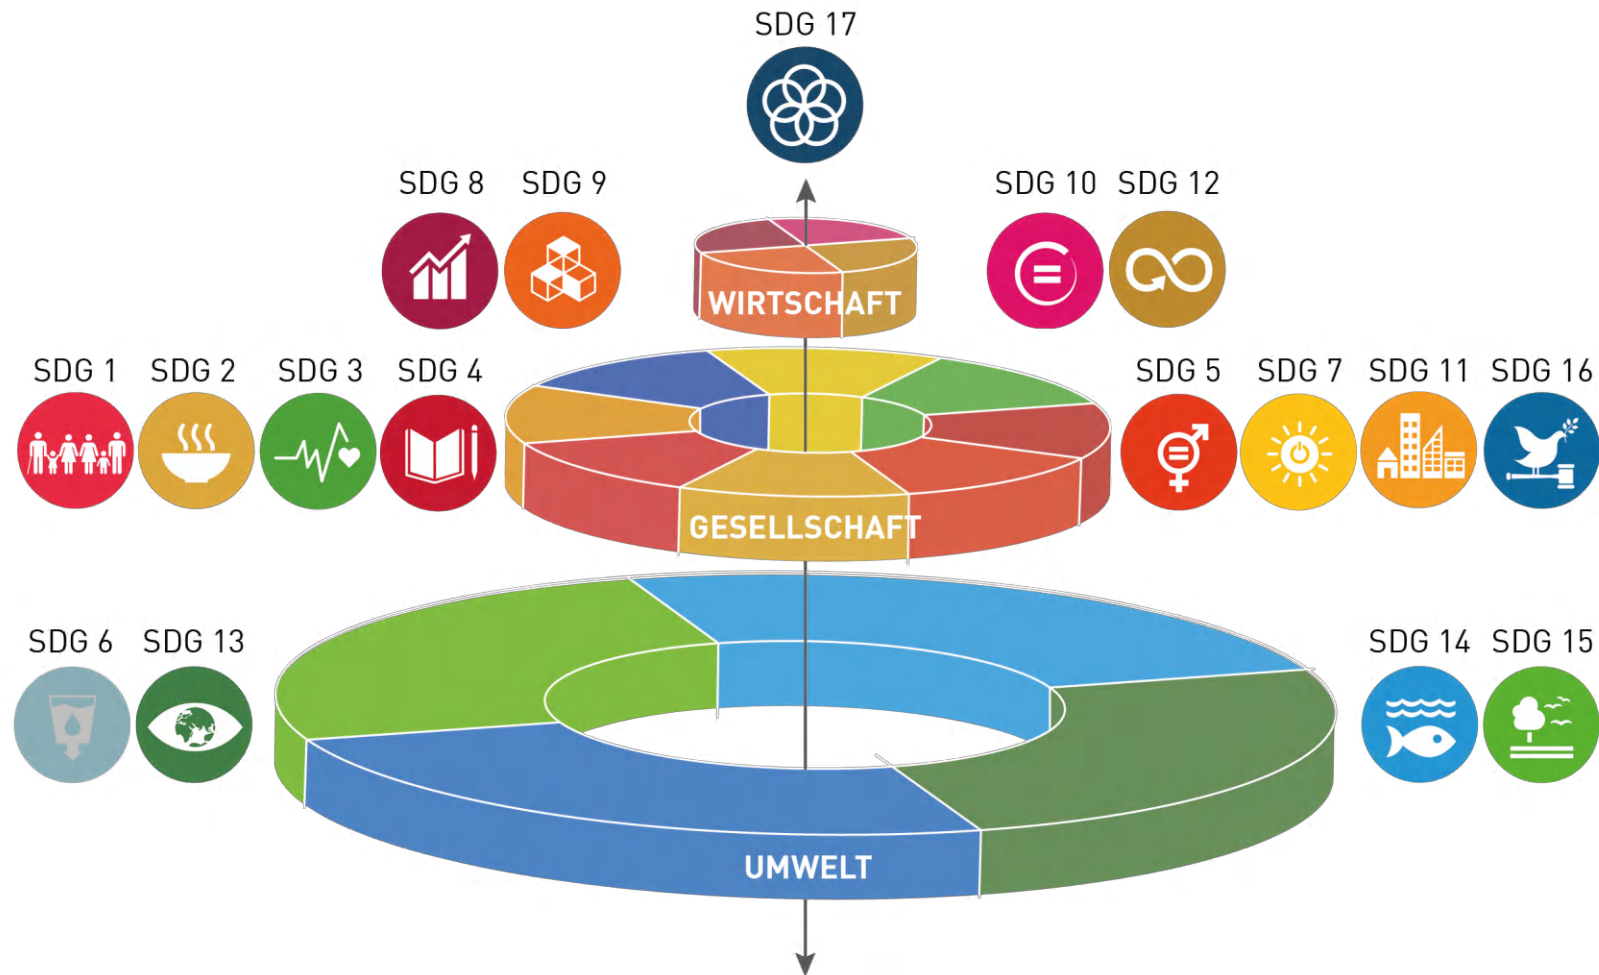 SDG 17
SDG 8 SDG 9 SDG 10 SDG 12
WIRTSCHAFT
SDG 1 SDG 2 SDG 3 SDG 4 SDG 5 SDG 7 SDG 11 SDG 16
GESELLSCHAFT
SDG 6 SDG 13 SDG 14 SDG 15
UMWELT